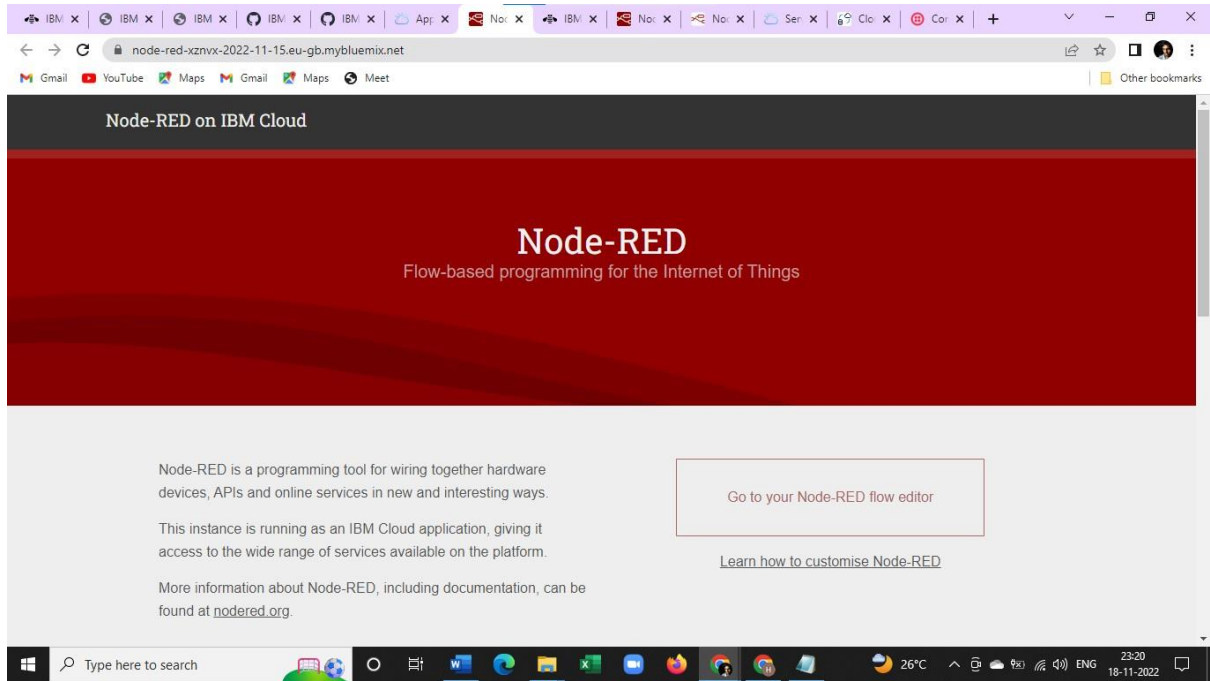 IBM
IBM
IBM
IBM
IBM
App
Noc
IBM
Noc
Noc
Ser
Clo
Cor
node-red-xznvx-2022-11-15.eu-gb.mybluemix.net
Gmail YouTube Maps Gmail Maps Meet Other bookmarks
Node-RED on IBM Cloud
Node-RED
Flow-based programming for the Internet of Things
Node-RED is a programming tool for wiring together hardware
devices, APIs and online services in new and interesting ways.
This instance is running as an IBM Cloud application, giving it
access to the wide range of services available on the platform.
More information about Node-RED, including documentation, can be
found at nodered.org.
Go to your Node-RED flow editor
Learn how to customise Node-RED
Type here to search
26°C ENG
23:20
18-11-2022